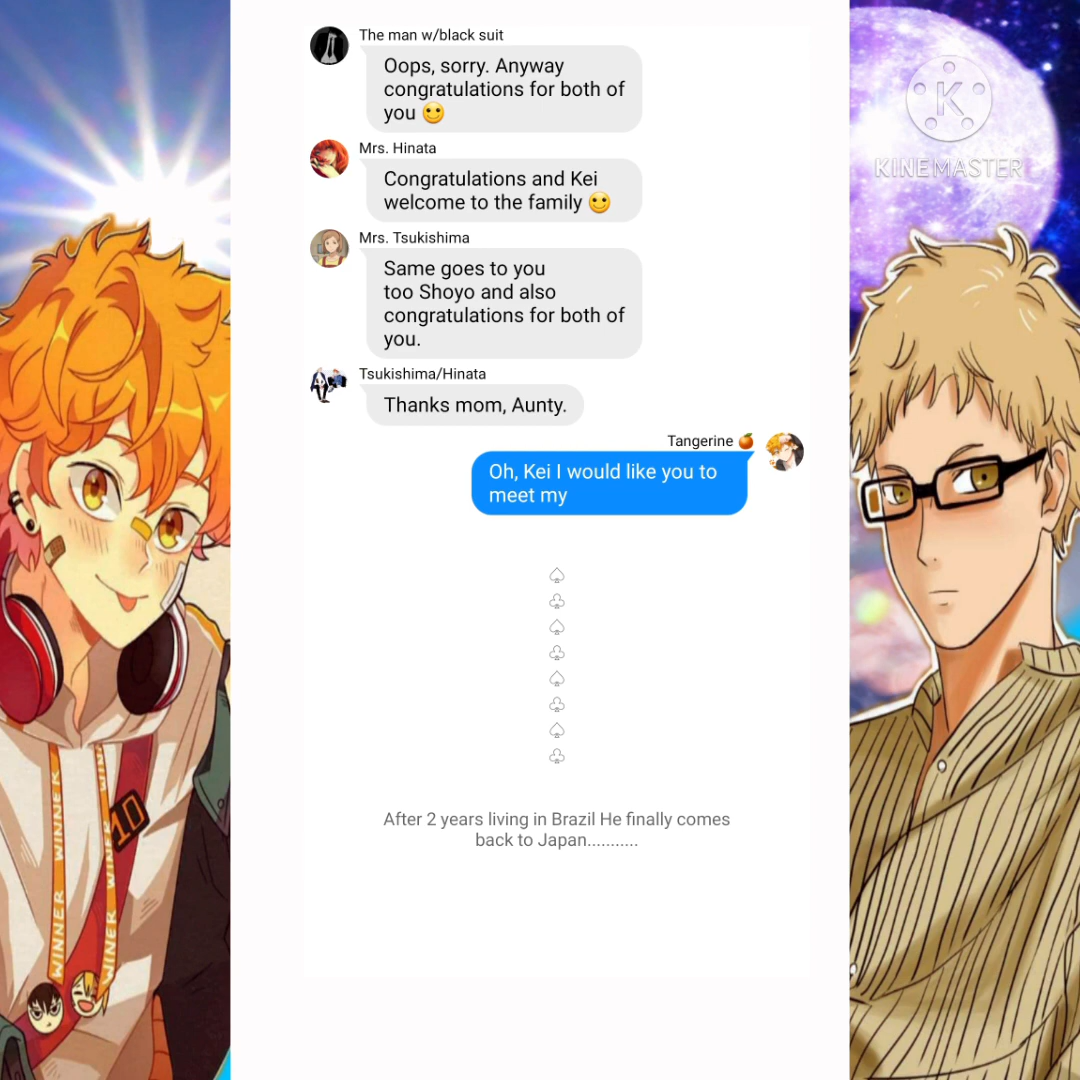 The man w/black suit
Oops, sorry. Anyway
congratulations for both of
you 🙂
Mrs. Hinata
Congratulations and Kei
welcome to the family 🙂
Mrs. Tsukishima
Same goes to you
too Shoyo and also
congratulations for both of
you.
Tsukishima/Hinata
Thanks mom, Aunty.
Tangerine 🍊
Oh, Kei I would like you to
meet my
♤
♧
♤
♧
♤
♧
♤
♧
After 2 years living in Brazil He finally comes
back to Japan...........
K
KINEMASTER
WINNER WINNER
WINER WINNER WIN
10